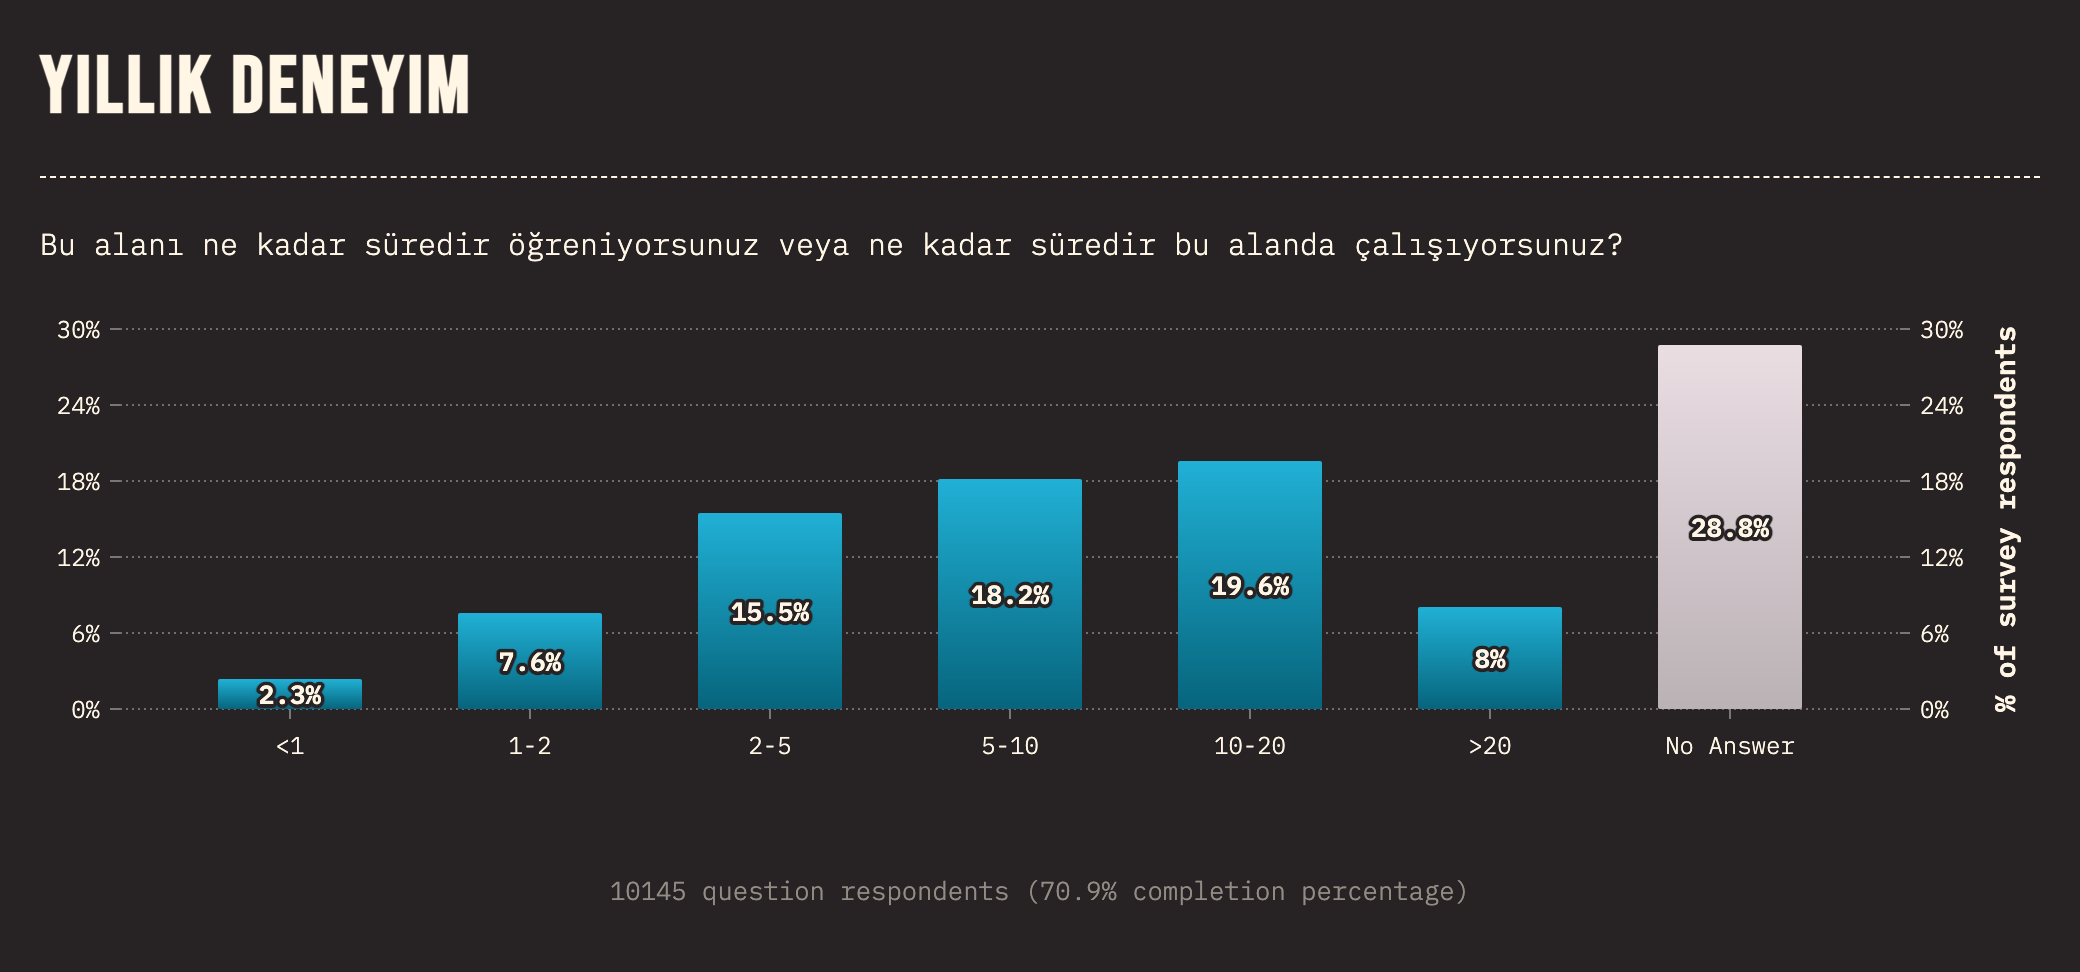 YILLIK DENEYIM
Bu alanı ne kadar süredir öğreniyorsunuz veya ne kadar süredir bu alanda çalışıyorsunuz?
30% 30%
24% 24%
18% 18%
12% 12%
6% 6%
0% 0%
2.3% 7.6% 15.5% 18.2% 19.6% 8% 28.8%
<1 1-2 2-5 5-10 10-20 >20 No Answer
% of survey respondents
10145 question respondents (70.9% completion percentage)